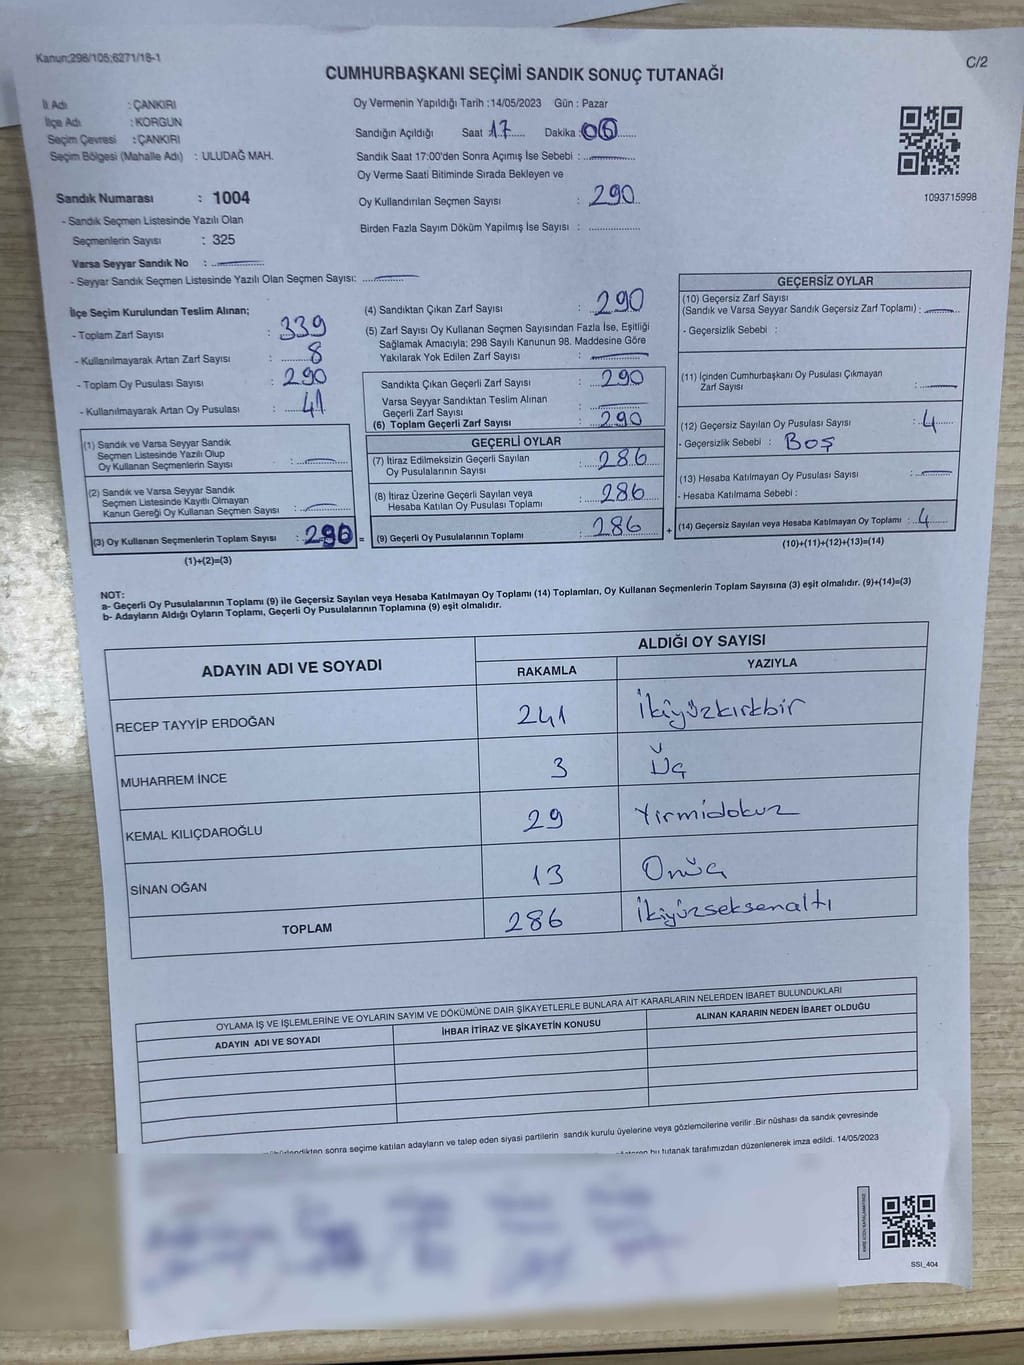 Kanun;298/105;6271/18-1
C/2
CUMHURBAŞKANI SEÇİMİ SANDIK SONUÇ TUTANAĞI
İl Adı : ÇANKIRI
İlçe Adı : KORGUN
Seçim Çevresi : ÇANKIRI
Seçim Bölgesi (Mahalle Adı) : ULUDAĞ MAH.
Sandık Numarası : 1004
- Sandık Seçmen Listesinde Yazılı Olan
Seçmenlerin Sayısı : 325
Varsa Seyyar Sandık No :
- Seyyar Sandık Seçmen Listesinde Yazılı Olan Seçmen Sayısı:
Oy Vermenin Yapıldığı Tarih :14/05/2023 Gün : Pazar
Sandığın Açıldığı Saat 17 Dakika 06
Sandık Saat 17:00'den Sonra Açımış İse Sebebi :
Oy Verme Saati Bitiminde Sırada Bekleyen ve
Oy Kullandırılan Seçmen Sayısı : 290
Birden Fazla Sayım Döküm Yapılmış İse Sayısı :
1093715998
İlçe Seçim Kurulundan Teslim Alınan;
- Toplam Zarf Sayısı : 339
- Kullanılmayarak Artan Zarf Sayısı : 8
- Toplam Oy Pusulası Sayısı : 290
- Kullanılmayarak Artan Oy Pusulası : 41
(1) Sandık ve Varsa Seyyar Sandık
Seçmen Listesinde Yazılı Olup
Oy Kullanan Seçmenlerin Sayısı :
(2) Sandık ve Varsa Seyyar Sandık
Seçmen Listesinde Kayıtlı Olmayan
Kanun Gereği Oy Kullanan Seçmen Sayısı :
(3) Oy Kullanan Seçmenlerin Toplam Sayısı : 290 =
(1)+(2)=(3)
(4) Sandıktan Çıkan Zarf Sayısı : 290
(5) Zarf Sayısı Oy Kullanan Seçmen Sayısından Fazla İse, Eşitliği
Sağlamak Amacıyla; 298 Sayılı Kanunun 98. Maddesine Göre
Yakılarak Yok Edilen Zarf Sayısı :
Sandıkta Çıkan Geçerli Zarf Sayısı : 290
Varsa Seyyar Sandıktan Teslim Alınan
Geçerli Zarf Sayısı :
(6) Toplam Geçerli Zarf Sayısı : 290
GEÇERLİ OYLAR
(7) İtiraz Edilmeksizin Geçerli Sayılan
Oy Pusulalarının Sayısı : 286
(8) İtiraz Üzerine Geçerli Sayılan veya
Hesaba Katılan Oy Pusulası Toplamı : 286
(9) Geçerli Oy Pusulalarının Toplamı : 286 +
GEÇERSİZ OYLAR
(10) Geçersiz Zarf Sayısı
(Sandık ve Varsa Seyyar Sandık Geçersiz Zarf Toplamı) :
- Geçersizlik Sebebi :
(11) İçinden Cumhurbaşkanı Oy Pusulası Çıkmayan
Zarf Sayısı :
(12) Geçersiz Sayılan Oy Pusulası Sayısı : 4
- Geçersizlik Sebebi : BOŞ
(13) Hesaba Katılmayan Oy Pusulası Sayısı :
- Hesaba Katılmama Sebebi :
(14) Geçersiz Sayılan veya Hesaba Katılmayan Oy Toplamı : 4
(10)+(11)+(12)+(13)=(14)
NOT:
a- Geçerli Oy Pusulalarının Toplamı (9) ile Geçersiz Sayılan veya Hesaba Katılmayan Oy Toplamı (14) Toplamları, Oy Kullanan Seçmenlerin Toplam Sayısına (3) eşit olmalıdır. (9)+(14)=(3)
b- Adayların Aldığı Oyların Toplamı, Geçerli Oy Pusulalarının Toplamına (9) eşit olmalıdır.
ADAYIN ADI VE SOYADI ALDIĞI OY SAYISI
RAKAMLA YAZIYLA
RECEP TAYYİP ERDOĞAN 241 İkiyüzkırkbir
MUHARREM İNCE 3 Üç
KEMAL KILIÇDAROĞLU 29 Yirmidokuz
SİNAN OĞAN 13 Onüç
TOPLAM 286 İkiyüzseksenaltı
OYLAMA İŞ VE İŞLEMLERİNE VE OYLARIN SAYIM VE DÖKÜMÜNE DAİR ŞİKAYETLERLE BUNLARA AİT KARARLARIN NELERDEN İBARET BULUNDUKLARI
ADAYIN ADI VE SOYADI İHBAR İTİRAZ VE ŞİKAYETİN KONUSU ALINAN KARARIN NEDEN İBARET OLDUĞU
sonra seçime katılan adayların ve talep eden siyasi partilerin sandık kurulu üyelerine veya gözlemcilerine verilir .Bir nüshası da sandık çevresinde
bu tutanak tarafımızdan düzenlenerek imza edildi. 14/05/2023
SSI_404